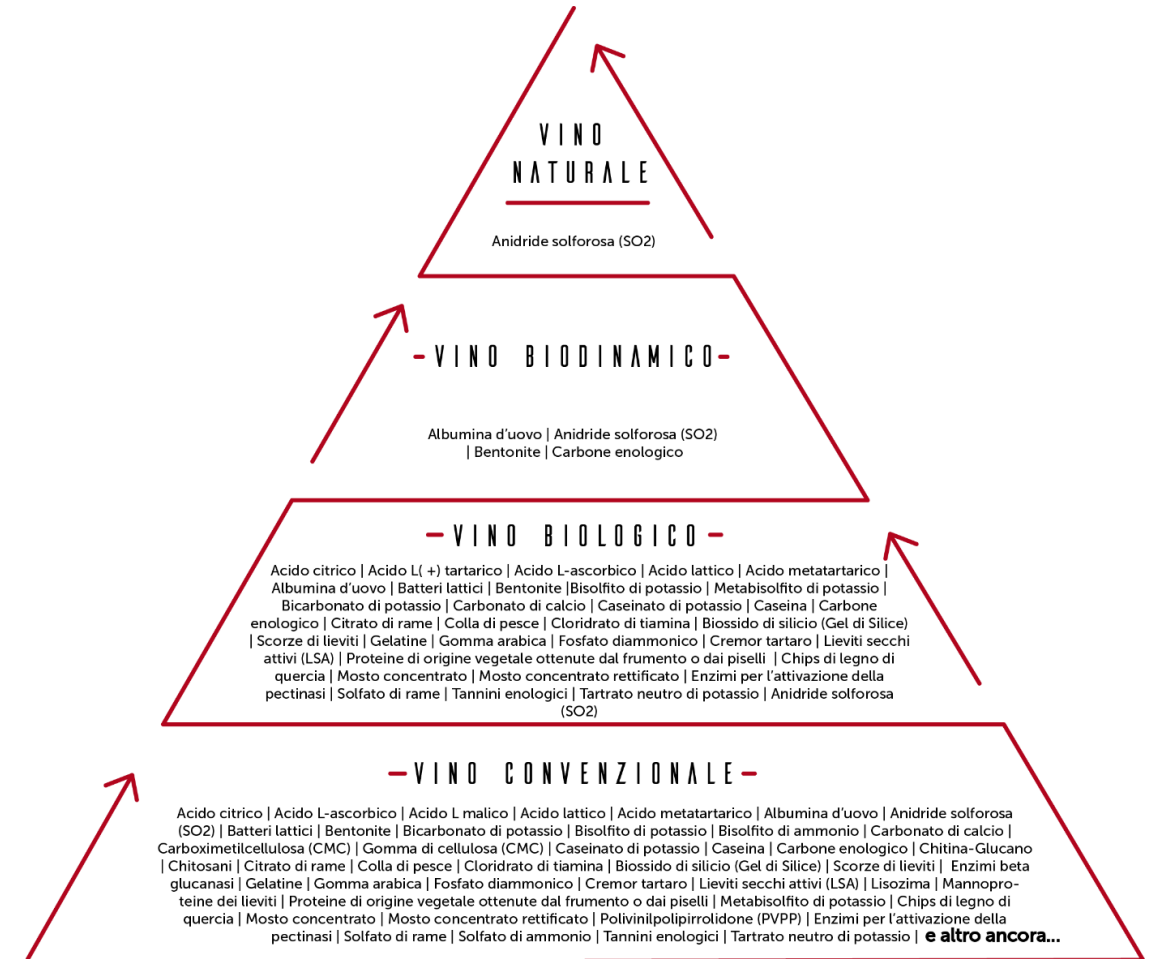 VINO
NATURALE
Anidride solforosa (SO2)
VINO BIODINAMICO
Albumina d'uovo | Anidride solforosa (SO2)
| Bentonite | Carbone enologico
VINO BIOLOGICO
Acido citrico | Acido L( +) tartarico | Acido L-ascorbico | Acido lattico | Acido metatartarico |
Albumina d'uovo | Batteri lattici | Bentonite |Bisolfito di potassio | Metabisolfito di potassio |
Bicarbonato di potassio | Carbonato di calcio | Caseinato di potassio | Caseina | Carbone
enologico | Citrato di rame | Colla di pesce | Cloridrato di tiamina | Biossido di silicio (Gel di Silice)
| Scorze di lieviti | Gelatine | Gomma arabica | Fosfato diammonico | Cremor tartaro | Lieviti secchi
attivi (LSA) | Proteine di origine vegetale ottenute dal frumento o dai piselli | Chips di legno di
quercia | Mosto concentrato | Mosto concentrato rettificato | Enzimi per l'attivazione della
pectinasi | Solfato di rame | Tannini enologici | Tartrato neutro di potassio | Anidride solforosa
(SO2)
VINO CONVENZIONALE
Acido citrico | Acido L-ascorbico | Acido L malico | Acido lattico | Acido metatartarico | Albumina d'uovo | Anidride solforosa
(SO2) | Batteri lattici | Bentonite | Bicarbonato di potassio | Bisolfito di potassio | Bisolfito di ammonio | Carbonato di calcio |
Carboximetilcellulosa (CMC) | Gomma di cellulosa (CMC) | Caseinato di potassio | Caseina | Carbone enologico | Chitina-Glucano
| Chitosani | Citrato di rame | Colla di pesce | Cloridrato di tiamina | Biossido di silicio (Gel di Silice) | Scorze di lieviti | Enzimi beta
glucanasi | Gelatine | Gomma arabica | Fosfato diammonico | Cremor tartaro | Lieviti secchi attivi (LSA) | Lisozima | Mannopro-
teine dei lieviti | Proteine di origine vegetale ottenute dal frumento o dai piselli | Metabisolfito di potassio | Chips di legno di
quercia | Mosto concentrato | Mosto concentrato rettificato | Polivinilpolipirrolidone (PVPP) | Enzimi per l'attivazione della
pectinasi | Solfato di rame | Solfato di ammonio | Tannini enologici | Tartrato neutro di potassio | e altro ancora...